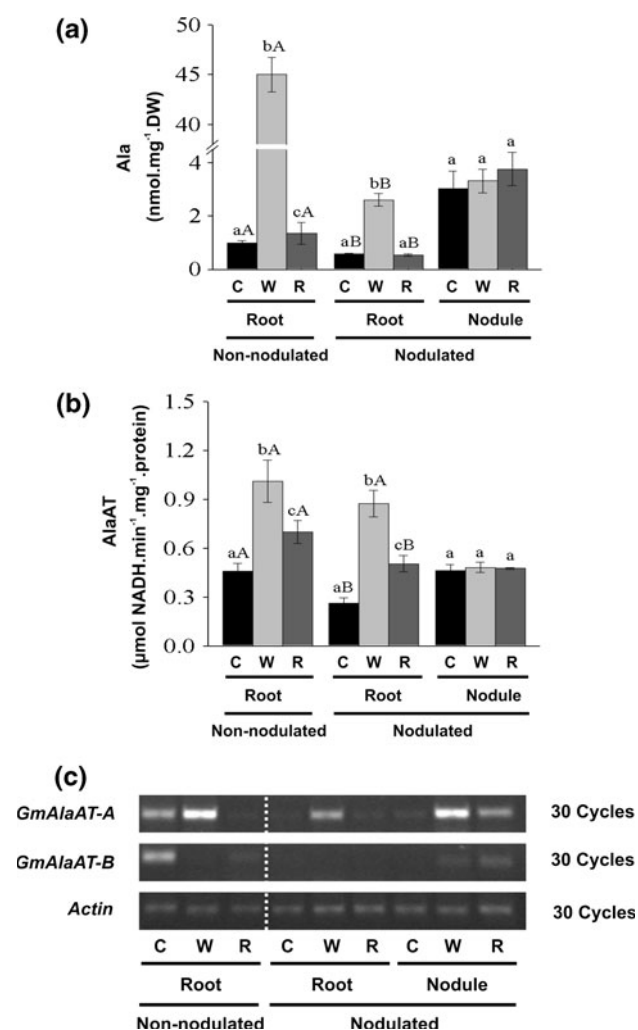 (a)
Ala
(nmol.mg⁻¹.DW)
50
45
40
4
2
0
bA
aA
cA
bB
aB
aB
a
a
a
C W R C W R C W R
Root Root Nodule
Non-nodulated Nodulated
(b)
AlaAT
(µmol NADH.min⁻¹.mg⁻¹.protein)
1.5
1.2
0.9
0.6
0.3
0.0
aA
bA
cA
aB
bA
cB
a
a
a
C W R C W R C W R
Root Root Nodule
Non-nodulated Nodulated
(c)
GmAlaAT-A 30 Cycles
GmAlaAT-B 30 Cycles
Actin 30 Cycles
C W R C W R C W R
Root Root Nodule
Non-nodulated Nodulated